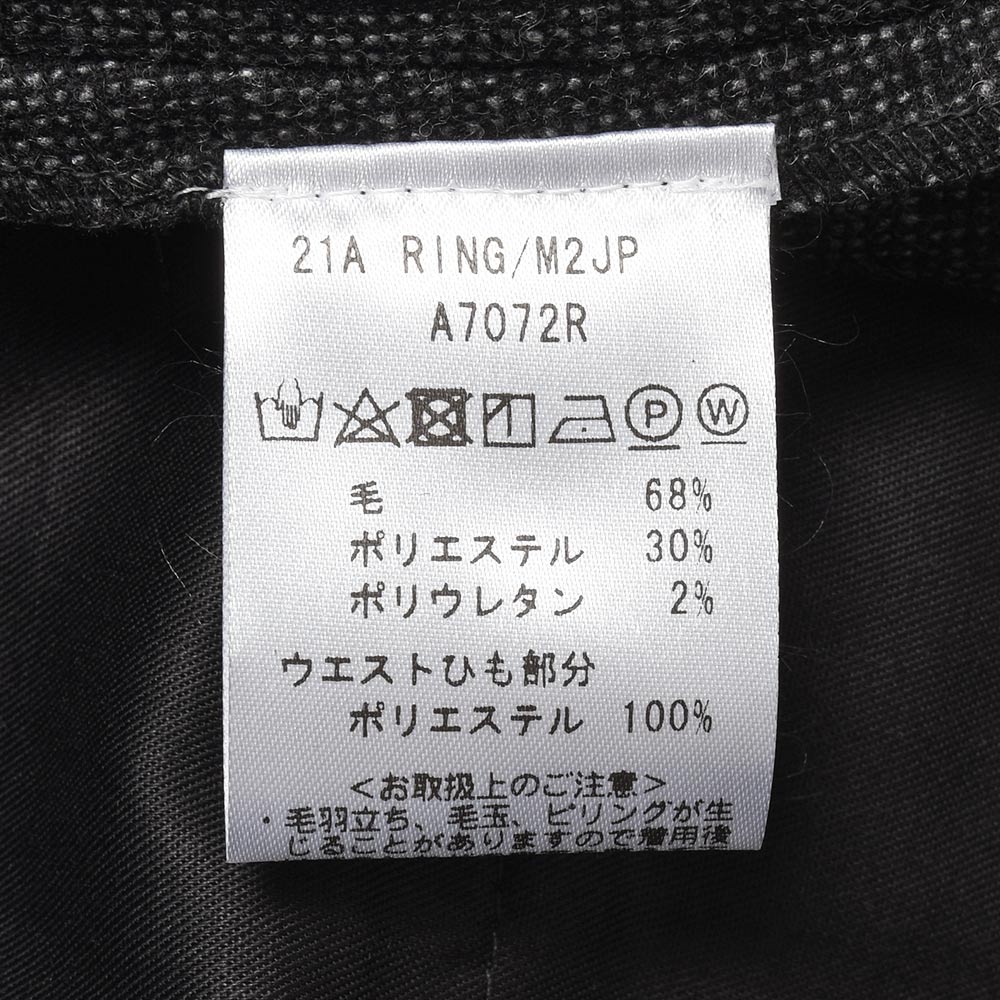 21A RING/M2JP
A7072R
P W
毛 68%
ポリエステル 30%
ポリウレタン 2%
ウエストひも部分
ポリエステル 100%
<お取扱上のご注意>
・毛羽立ち、毛玉、ピリングが生
じることがありますので着用後